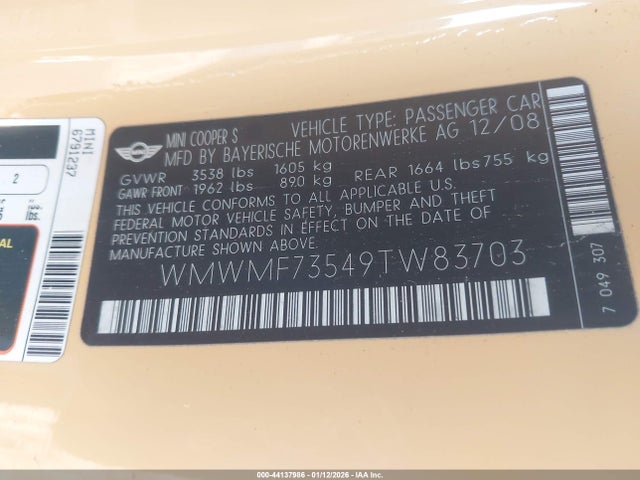 MINI COOPER S VEHICLE TYPE: PASSENGER CAR
MFD BY BAYERISCHE MOTORENWERKE AG 12/08
GVWR 3538 lbs 1605 kg
GAWR FRONT 1962 lbs 890 kg REAR 1664 lbs 755 kg
THIS VEHICLE CONFORMS TO ALL APPLICABLE U.S.
FEDERAL MOTOR VEHICLE SAFETY, BUMPER AND THEFT
PREVENTION STANDARDS IN EFFECT ON THE DATE OF
MANUFACTURE SHOWN ABOVE.
WMWMF73549TW83703
7 049 307
MINI
6791237
2
lbs.
000-44137986 - 01/12/2026 - IAA, Inc.